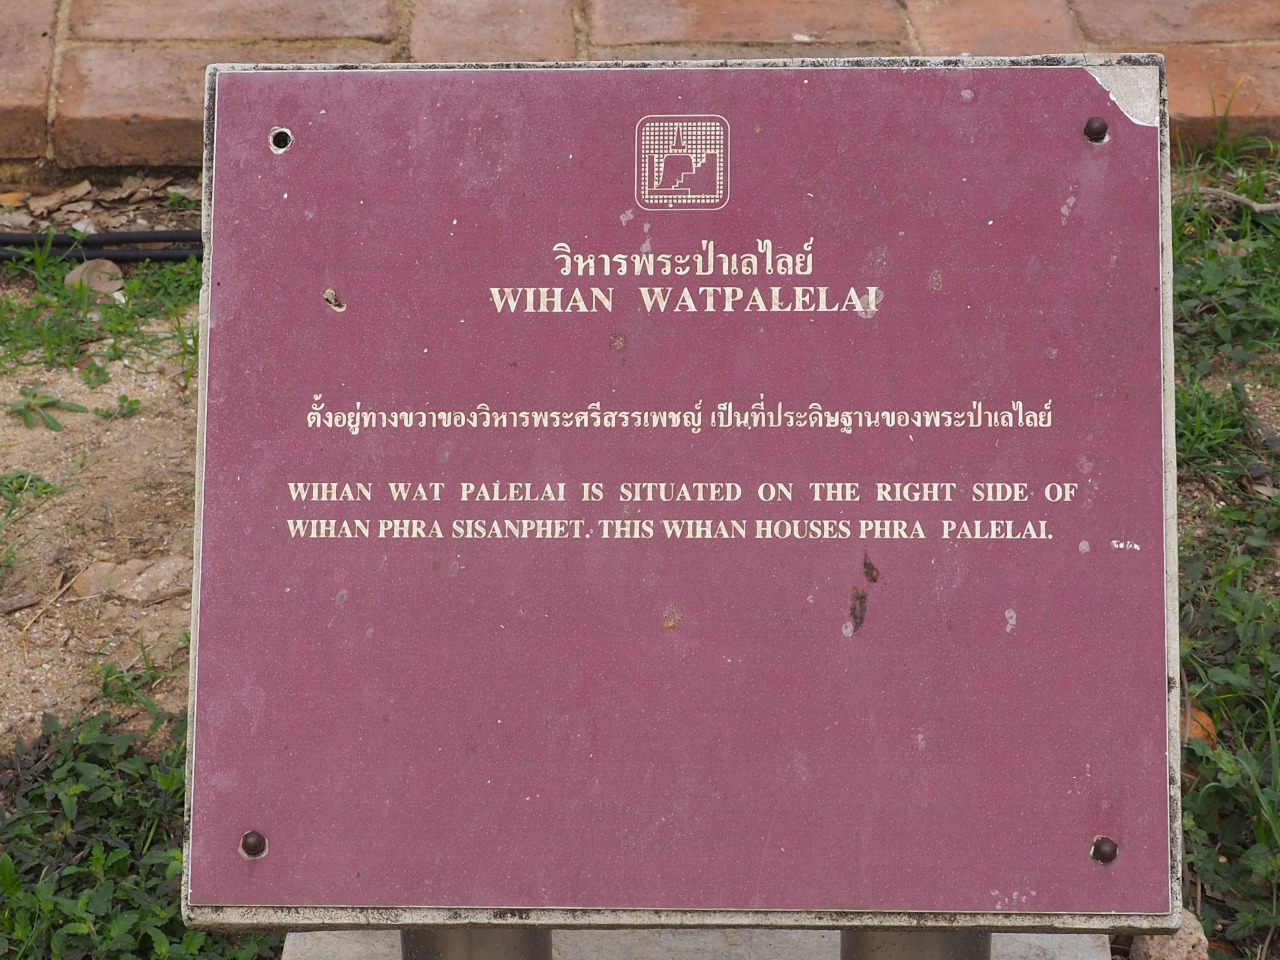 วิหารพระป่าเลไลย์
WIHAN WATPALELAI
ตั้งอยู่ทางขวาของวิหารพระศรีสรรเพชญ์ เป็นที่ประดิษฐานของพระป่าเลไลย์
WIHAN WAT PALELAI IS SITUATED ON THE RIGHT SIDE OF
WIHAN PHRA SISANPHET. THIS WIHAN HOUSES PHRA PALELAI.